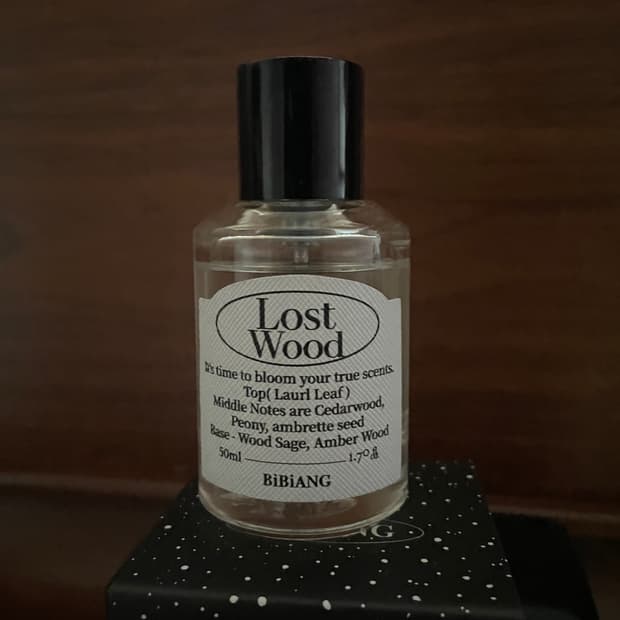 Lost
Wood
It's time to bloom your true scents.
Top( Laurl Leaf )
Middle Notes are Cedarwood,
Peony, ambrette seed
Base - Wood Sage, Amber Wood
50ml 1.70
BiBiANG